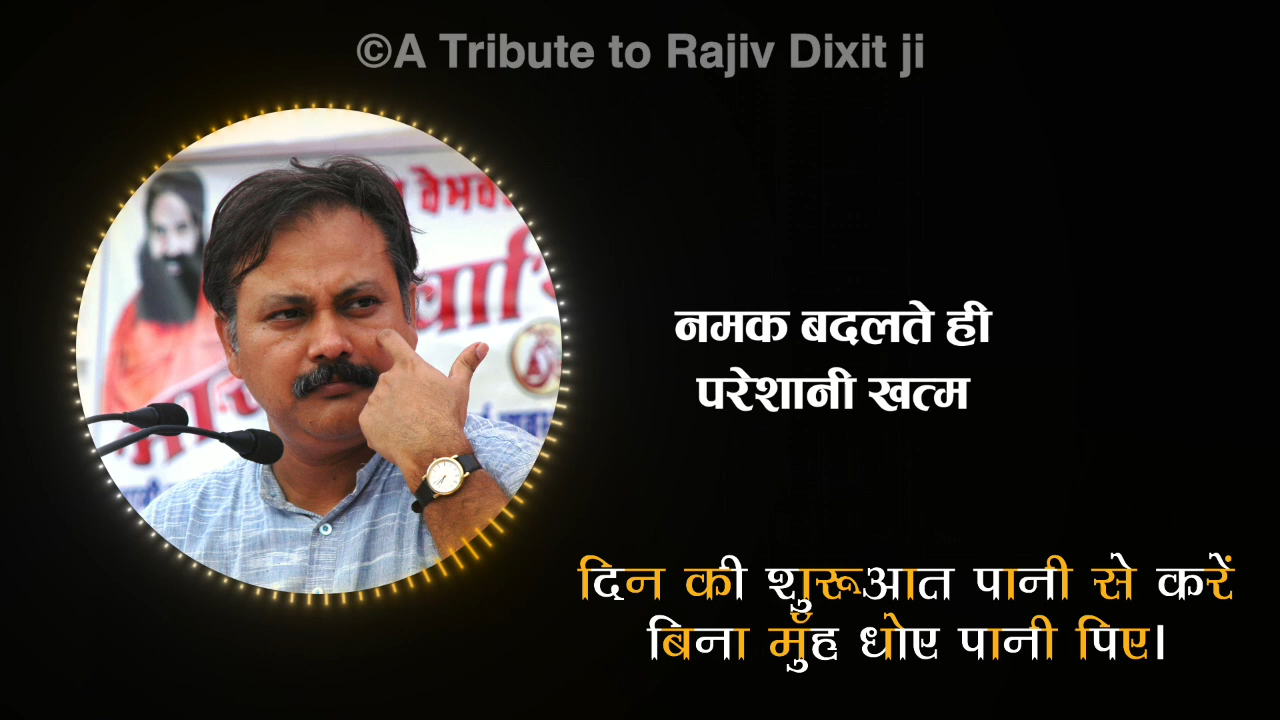 ©A Tribute to Rajiv Dixit ji
नमक बदलते ही
परेशानी खत्म
दिन की शुरूआत पानी से करें
बिना मुँह धोए पानी पिए।